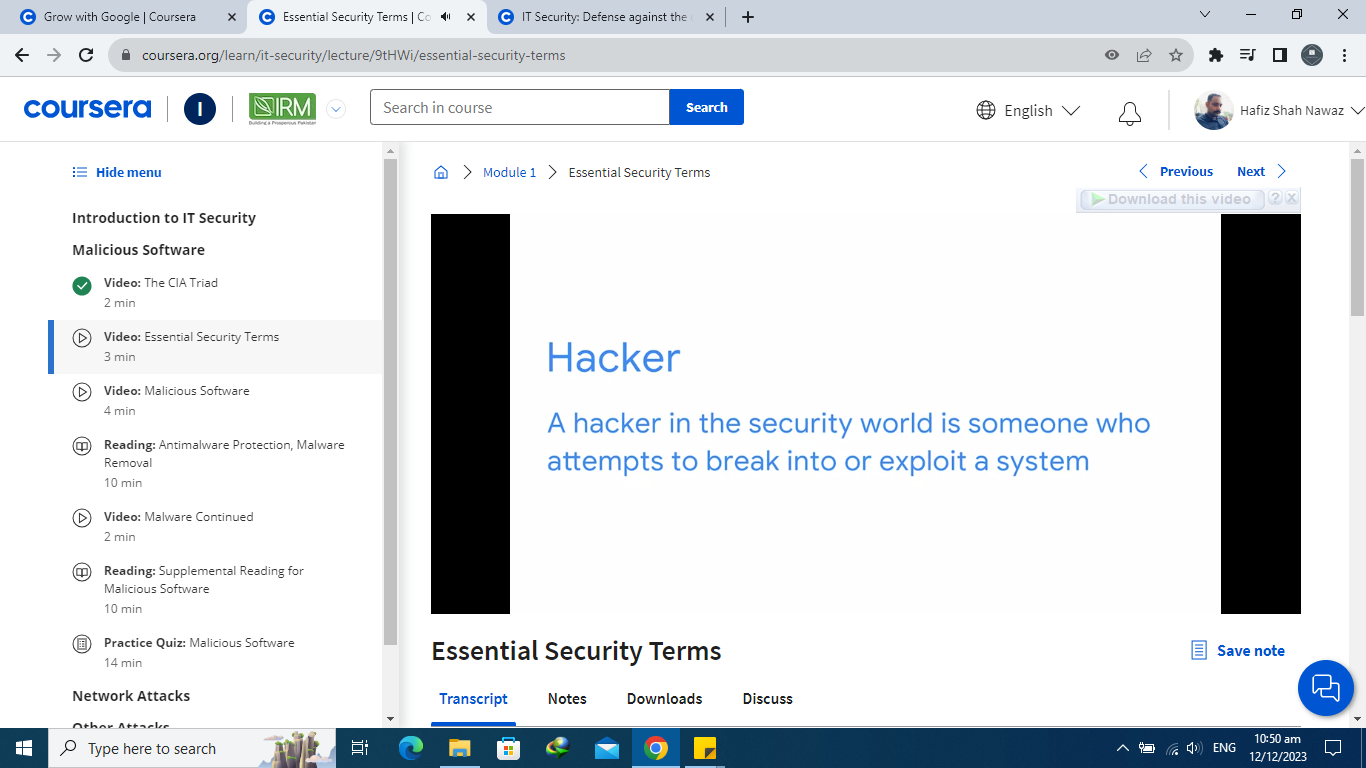 Grow with Google | Coursera
Essential Security Terms | Co
IT Security: Defense against the
coursera.org/learn/it-security/lecture/9tHWi/essential-security-terms
coursera
I
IRM
Building a Prosperous Pakistan
Search in course
Search
English
Hafiz Shah Nawaz
Hide menu
Introduction to IT Security
Malicious Software
Video: The CIA Triad
2 min
Video: Essential Security Terms
3 min
Video: Malicious Software
4 min
Reading: Antimalware Protection, Malware
Removal
10 min
Video: Malware Continued
2 min
Reading: Supplemental Reading for
Malicious Software
10 min
Practice Quiz: Malicious Software
14 min
Network Attacks
Other Attacks
Module 1
Essential Security Terms
Previous
Next
Download this video
?
X
Hacker
A hacker in the security world is someone who
attempts to break into or exploit a system
Essential Security Terms
Save note
Transcript
Notes
Downloads
Discuss
Type here to search
ENG
10:50 am
12/12/2023